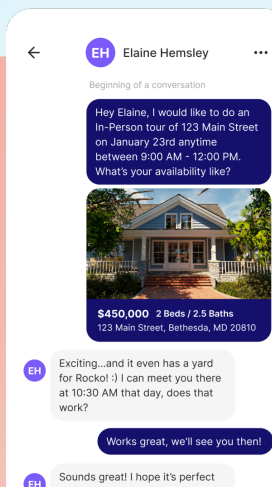 EH Elaine Hemsley
Beginning of a conversation
Hey Elaine, I would like to do an
In-Person tour of 123 Main Street
on January 23rd anytime
between 9:00 AM - 12:00 PM.
What's your availability like?
$450,000 2 Beds / 2.5 Baths
123 Main Street, Bethesda, MD 20810
Exciting...and it even has a yard
EH for Rocko! :) I can meet you there
at 10:30 AM that day, does that
work?
Works great, we'll see you then!
Sounds great! I hope it's perfect
EH